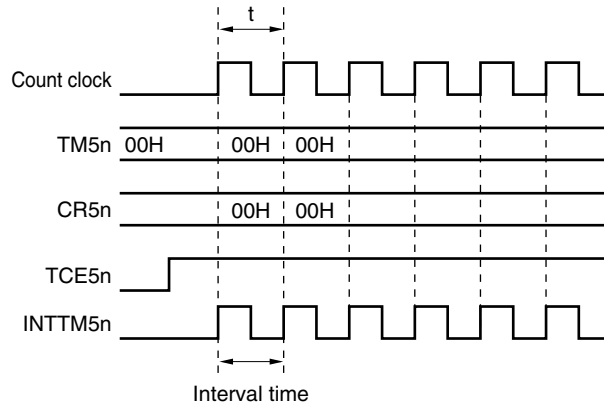 t
Count clock
TM5n 00H 00H 00H
CR5n 00H 00H
TCE5n
INTTM5n
Interval time